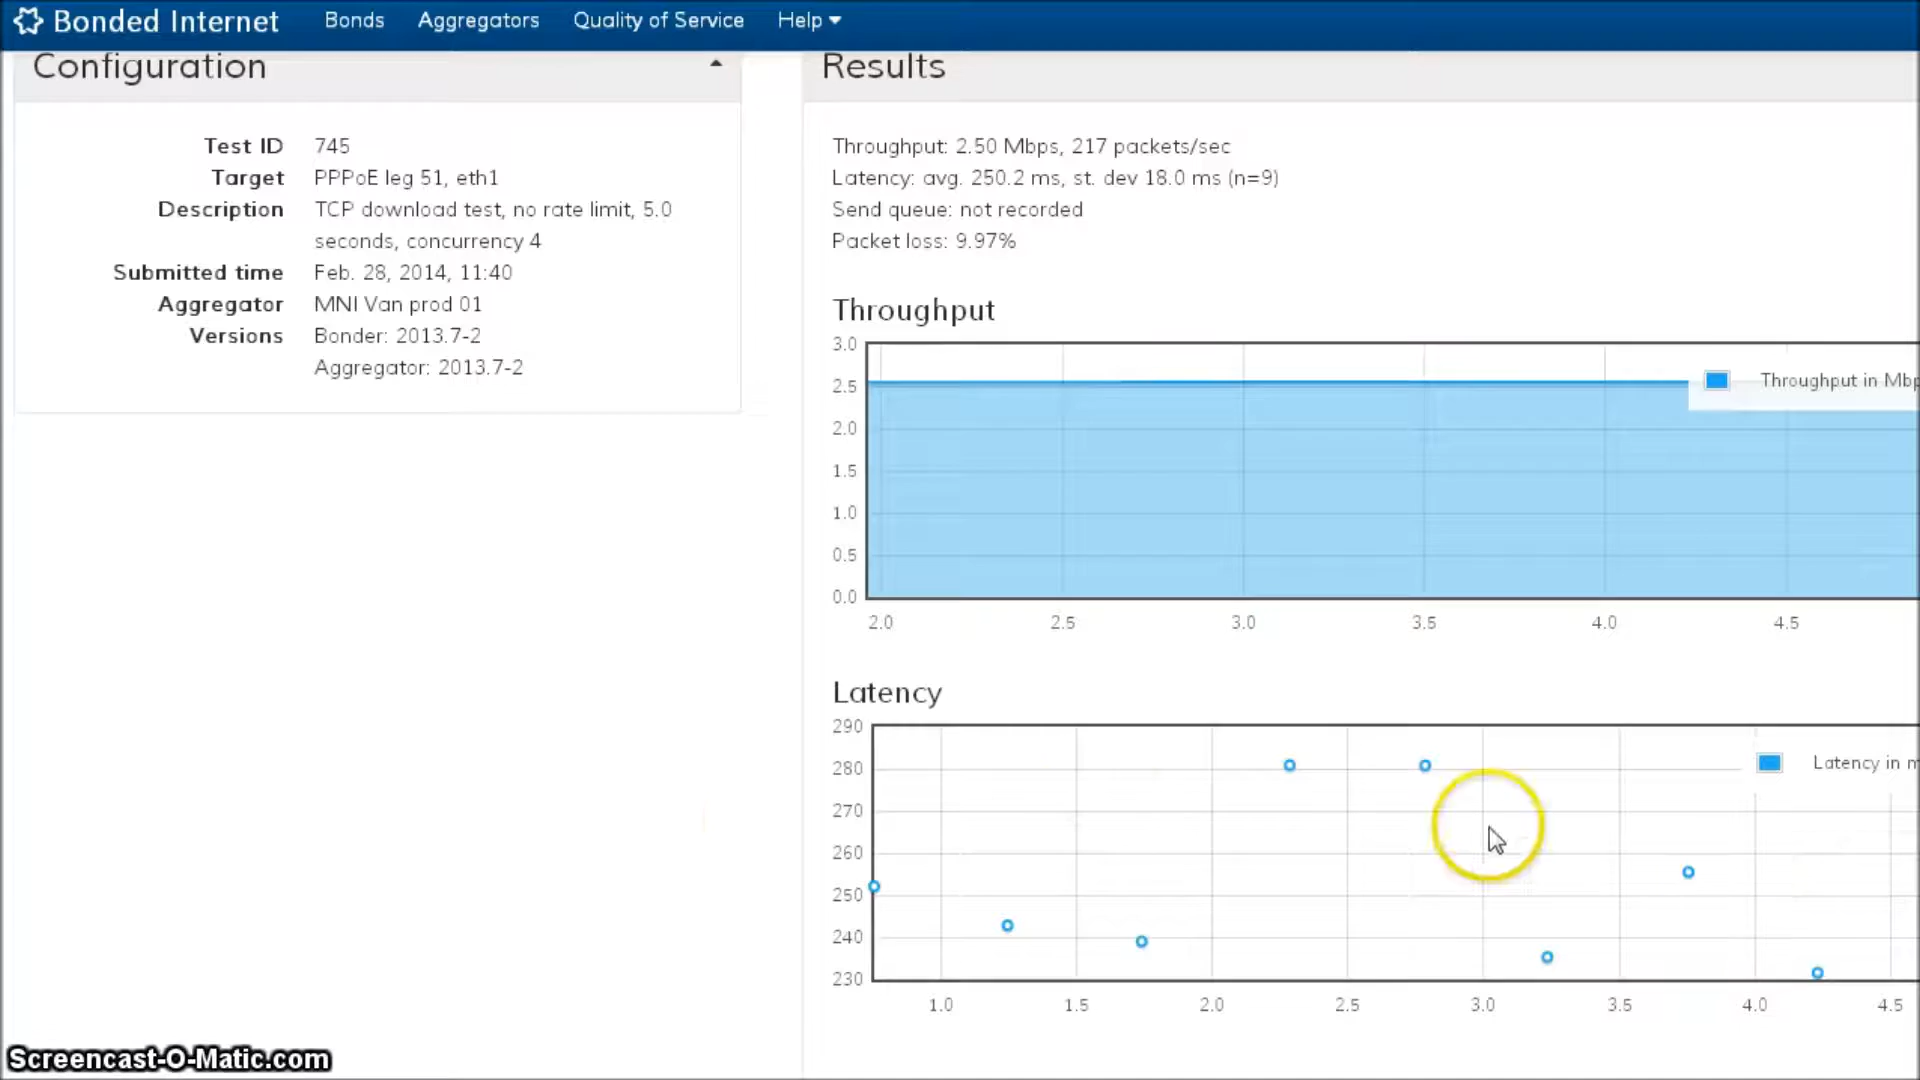 Bonded Internet Bonds Aggregators Quality of Service Help
Configuration
Test ID 745
Target PPPoE leg 51, eth1
Description TCP download test, no rate limit, 5.0
seconds, concurrency 4
Submitted time Feb. 28, 2014, 11:40
Aggregator MNI Van prod 01
Versions Bonder: 2013.7-2
Aggregator: 2013.7-2
Results
Throughput: 2.50 Mbps, 217 packets/sec
Latency: avg. 250.2 ms, st. dev 18.0 ms (n=9)
Send queue: not recorded
Packet loss: 9.97%
Throughput
3.0
2.5
2.0
1.5
1.0
0.5
0.0
Throughput in Mbp
2.0 2.5 3.0 3.5 4.0 4.5
Latency
290
280
270
260
250
240
230
Latency in m
1.0 1.5 2.0 2.5 3.0 3.5 4.0 4.5
Screencast-O-Matic.com